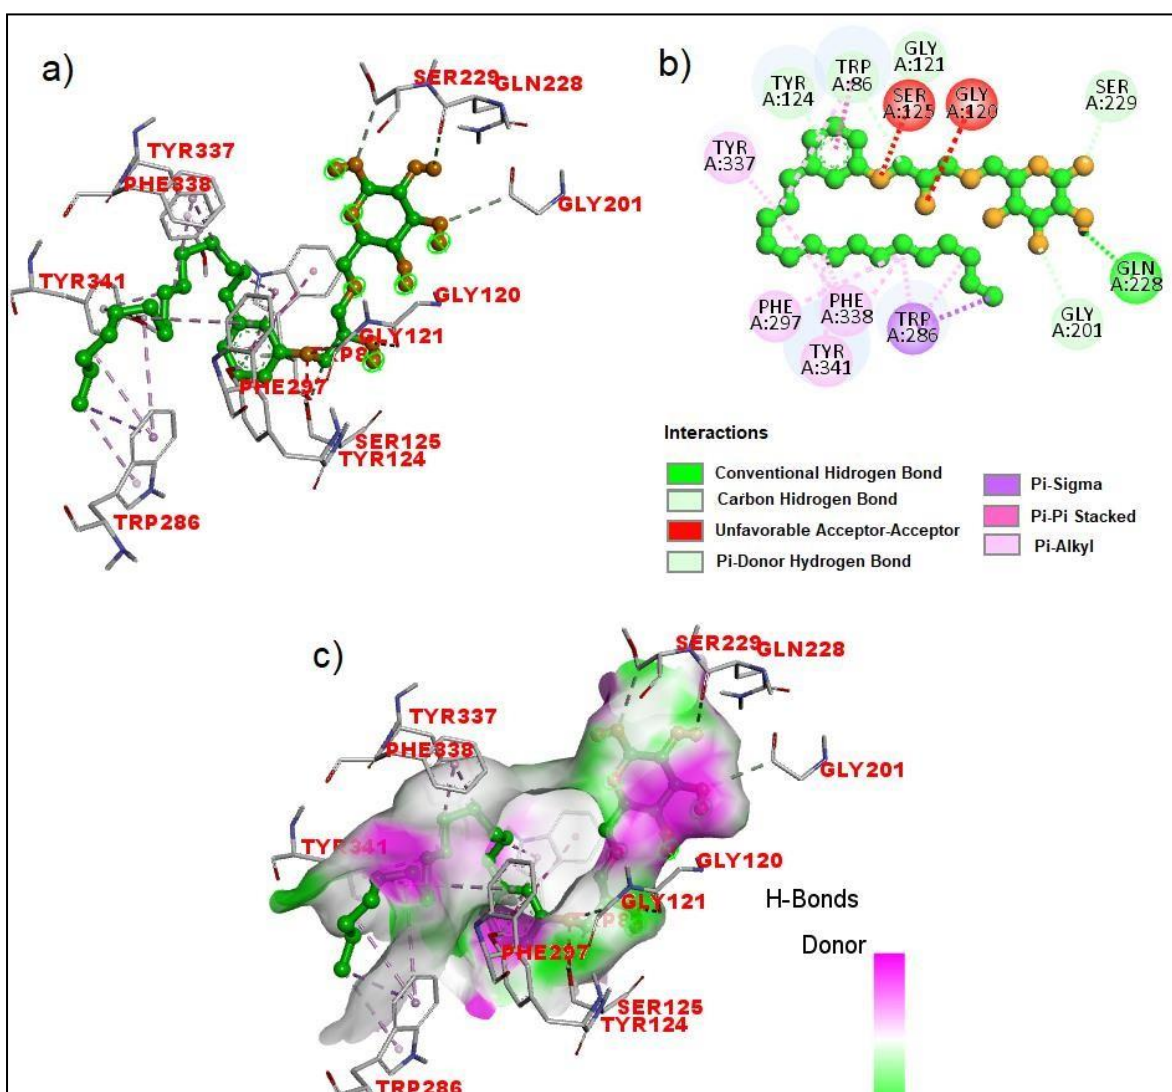 a)
SER229
GLN228
TYR337
PHE338
GLY201
TYR341
GLY120
GLY121
PHE297
SER125
TYR124
TRP286
b)
GLY
A:121
TRP
A:86
TYR
A:124
SER
A:125
GLY
A:120
SER
A:229
TYR
A:337
GLN
A:228
PHE
A:297
PHE
A:338
TRP
A:286
GLY
A:201
TYR
A:341
Interactions
Conventional Hidrogen Bond
Carbon Hidrogen Bond
Unfavorable Acceptor-Acceptor
Pi-Donor Hydrogen Bond
Pi-Sigma
Pi-Pi Stacked
Pi-Alkyl
c)
SER229
GLN228
TYR337
PHE338
GLY201
TYR341
GLY120
GLY121
H-Bonds
Donor
PHE297
SER125
TYR124
TRP286